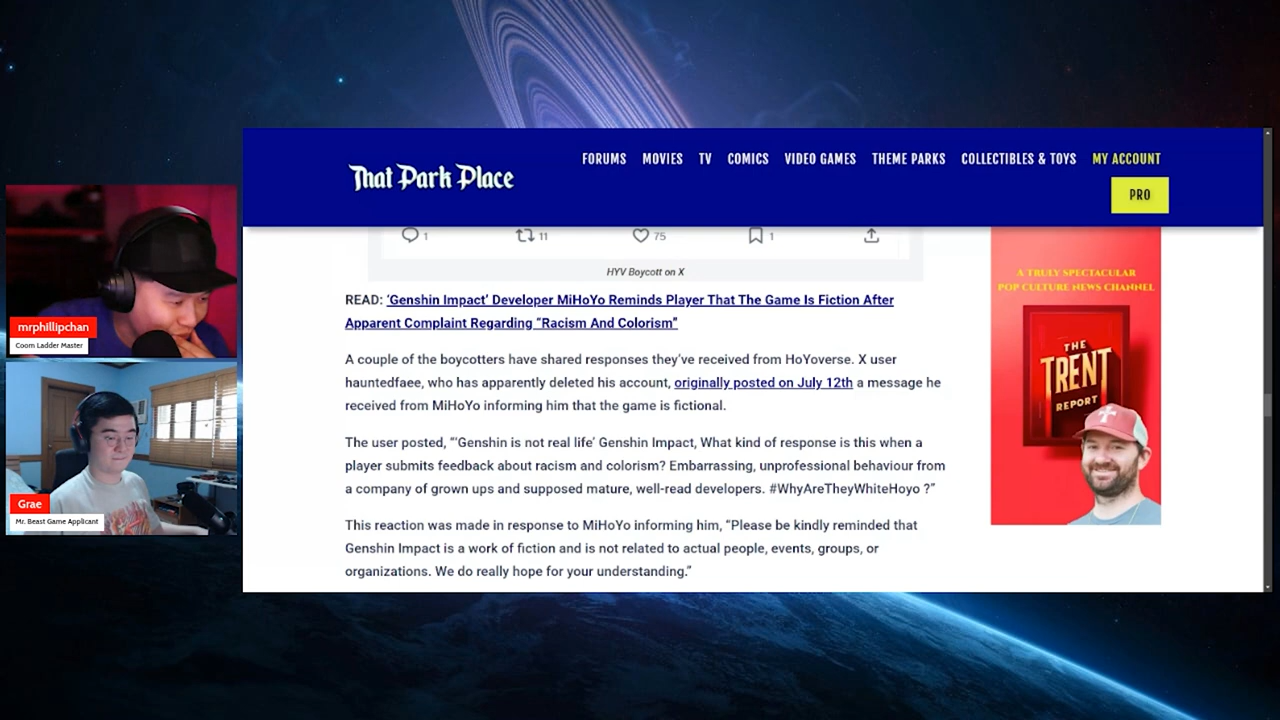 That Park Place
FORUMS MOVIES TV COMICS VIDEO GAMES THEME PARKS COLLECTIBLES & TOYS MY ACCOUNT
PRO
1 11 75 1
HYV Boycott on X
READ: ‘Genshin Impact’ Developer MiHoYo Reminds Player That The Game Is Fiction After
Apparent Complaint Regarding “Racism And Colorism”
A couple of the boycotters have shared responses they’ve received from HoYoverse. X user
hauntedfaee, who has apparently deleted his account, originally posted on July 12th a message he
received from MiHoYo informing him that the game is fictional.
The user posted, “‘Genshin is not real life’ Genshin Impact, What kind of response is this when a
player submits feedback about racism and colorism? Embarrassing, unprofessional behaviour from
a company of grown ups and supposed mature, well-read developers. #WhyAreTheyWhiteHoyo ?”
This reaction was made in response to MiHoYo informing him, “Please be kindly reminded that
Genshin Impact is a work of fiction and is not related to actual people, events, groups, or
organizations. We do really hope for your understanding.”
A TRULY SPECTACULAR
POP CULTURE NEWS CHANNEL
THE
TRENT
REPORT
mrphillipchan
Coom Ladder Master
Grae
Mr. Beast Game Applicant